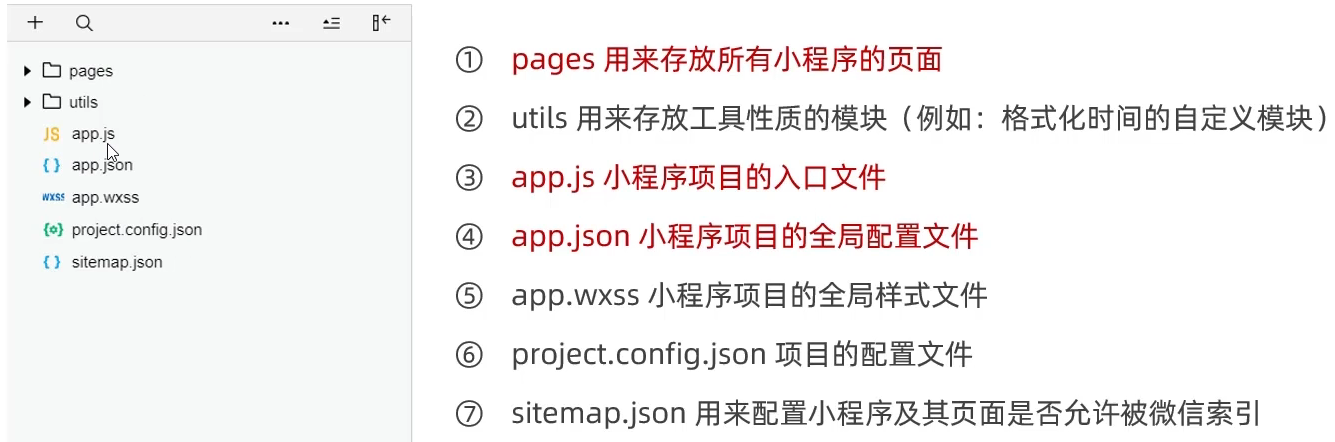 pages
utils
JS app.js
{ } app.json
wxss app.wxss
project.config.json
{ } sitemap.json
① pages 用来存放所有小程序的页面
② utils 用来存放工具性质的模块（例如：格式化时间的自定义模块）
③ app.js 小程序项目的入口文件
④ app.json 小程序项目的全局配置文件
⑤ app.wxss 小程序项目的全局样式文件
⑥ project.config.json 项目的配置文件
⑦ sitemap.json 用来配置小程序及其页面是否允许被微信索引